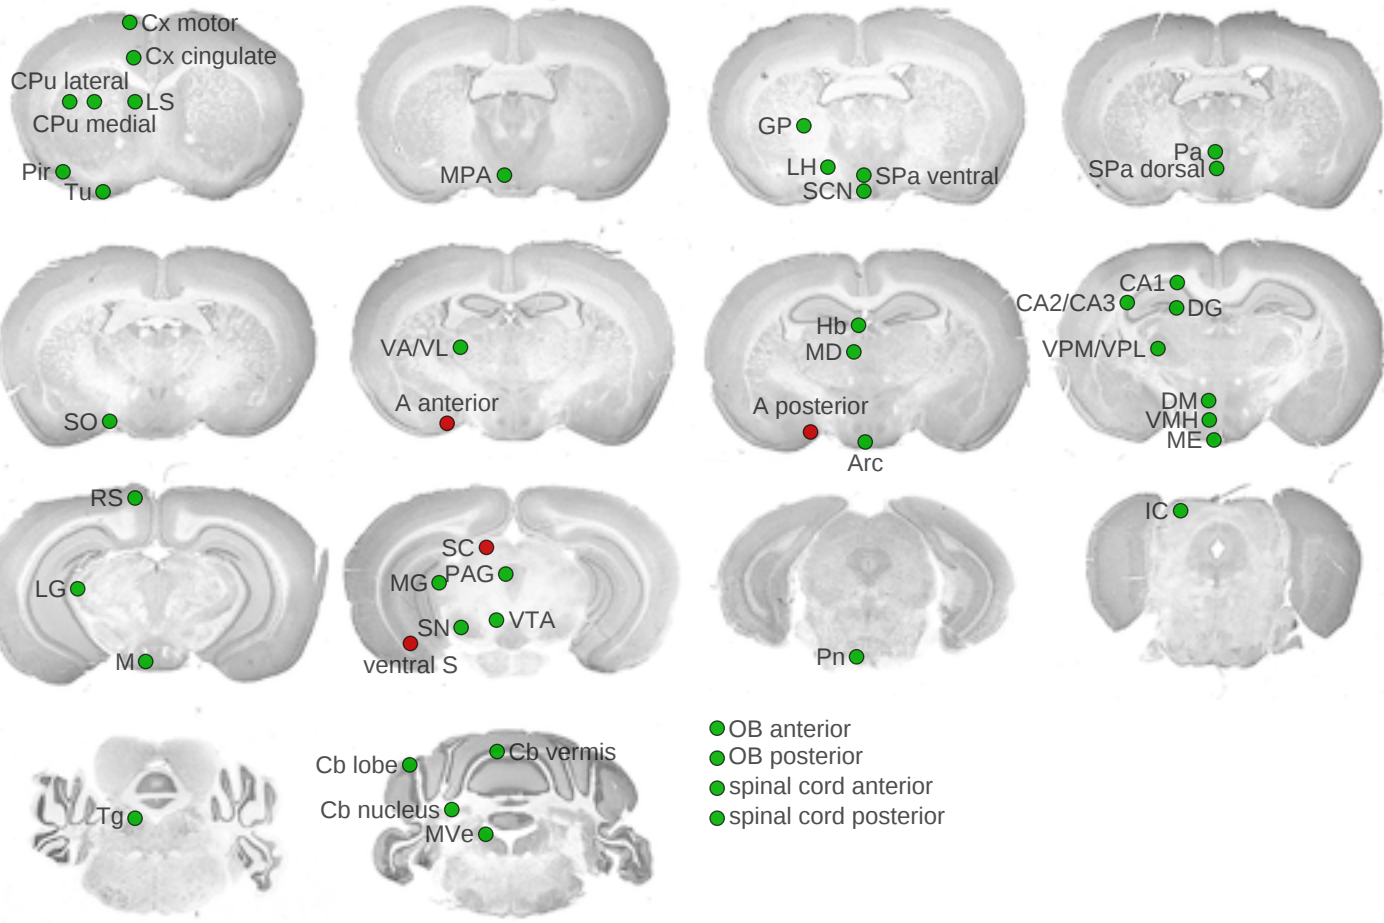 Cx motor
Cx cingulate
CPu lateral
LS
CPu medial
Pir
Tu
MPA
GP
LH
SPa ventral
SCN
Pa
SPa dorsal
SO
VA/VL
A anterior
Hb
MD
A posterior
Arc
CA1
CA2/CA3
DG
VPM/VPL
DM
VMH
ME
RS
LG
M
SC
MG
PAG
SN
VTA
ventral S
Pn
IC
Tg
Cb lobe
Cb vermis
Cb nucleus
MVe
OB anterior
OB posterior
spinal cord anterior
spinal cord posterior